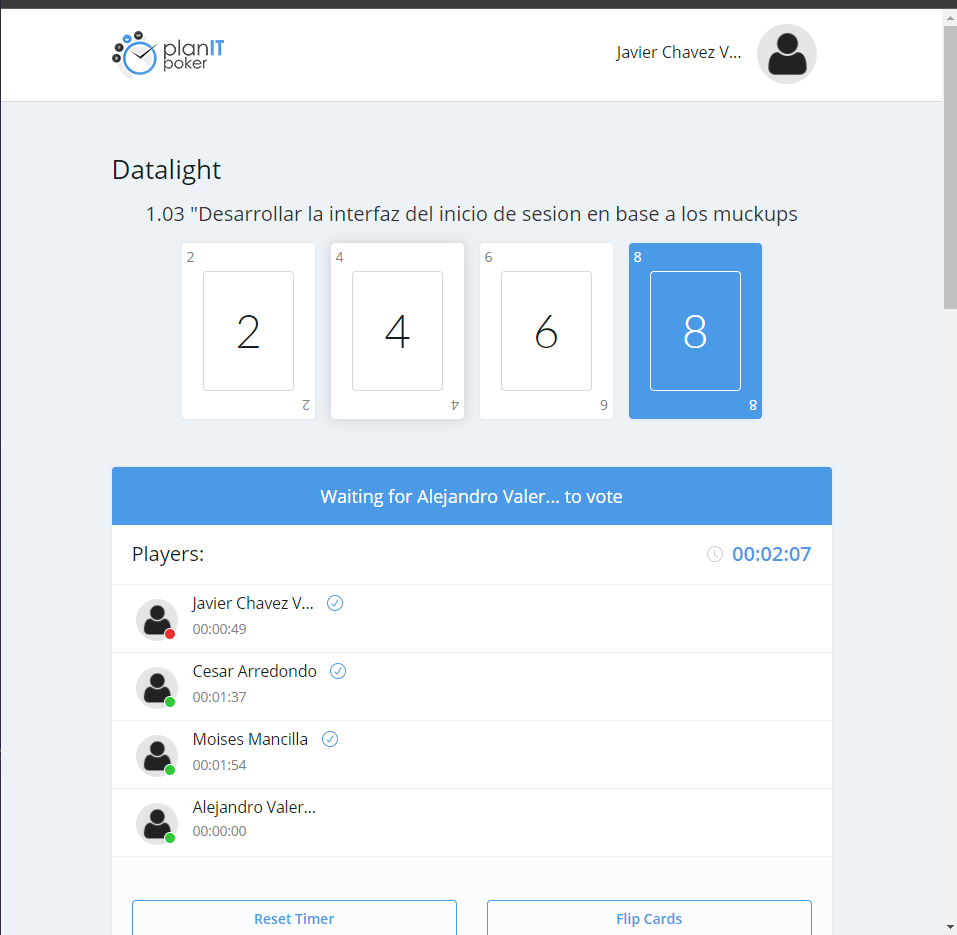 planIT
poker
Javier Chavez V...
Datalight
1.03 "Desarrollar la interfaz del inicio de sesion en base a los muckups
2 4 6 8
2 4 6 8
2 4 6 8
Waiting for Alejandro Valer... to vote
Players:
00:02:07
Javier Chavez V...
00:00:49
Cesar Arredondo
00:01:37
Moises Mancilla
00:01:54
Alejandro Valer...
00:00:00
Reset Timer
Flip Cards